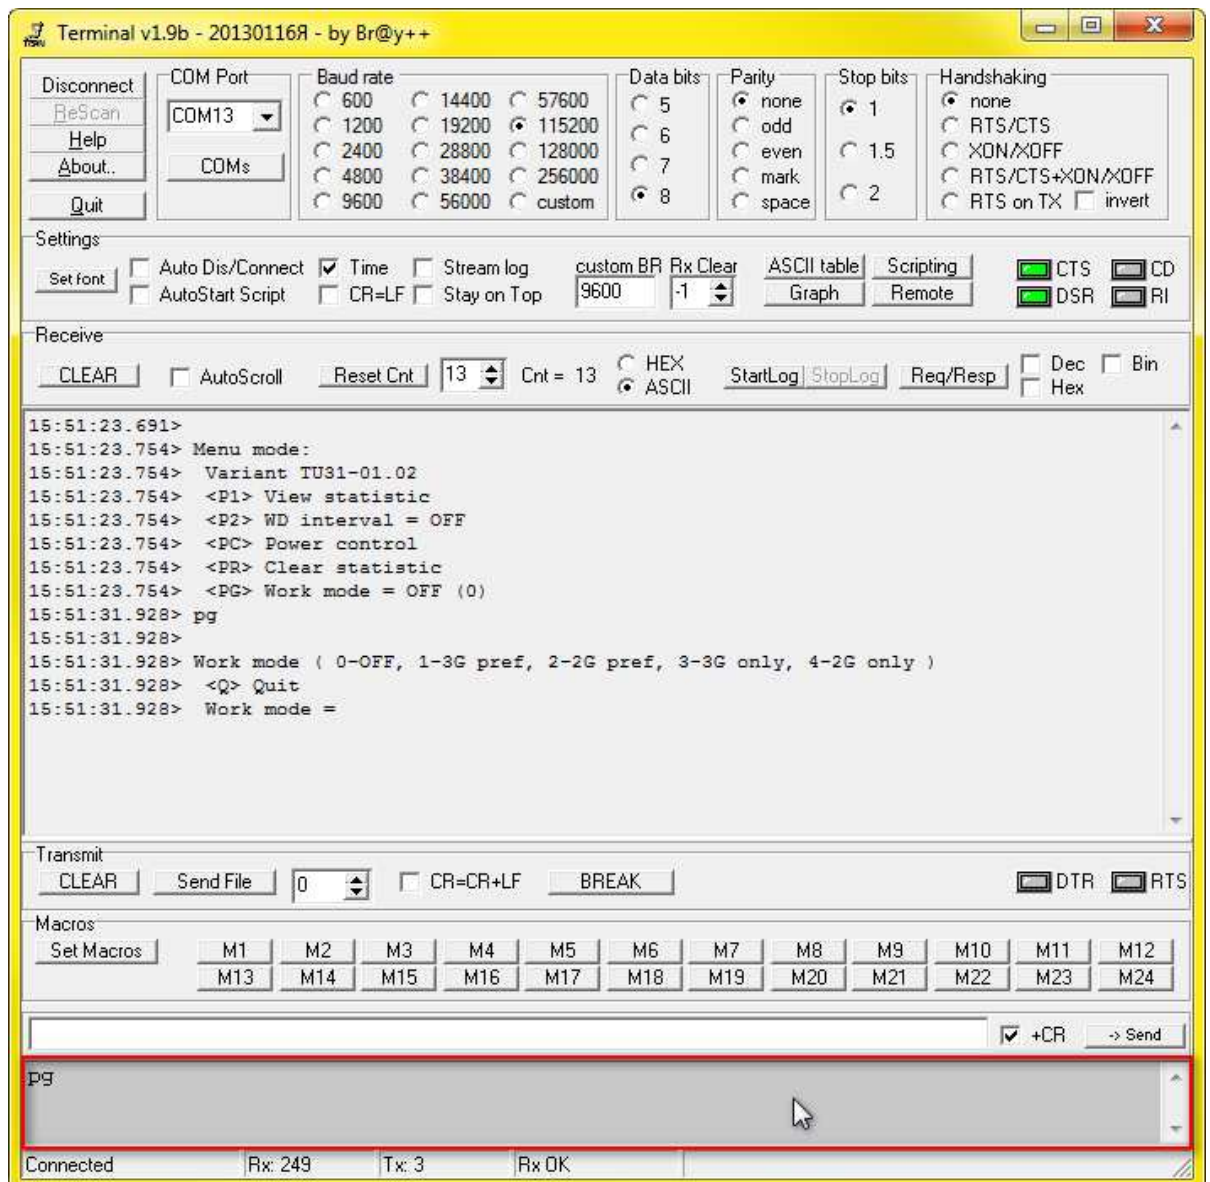 Terminal v1.9b - 20130116Я - by Br@y++
Disconnect
ReScan
Help
About..
Quit
COM Port
COM13
COMs
Baud rate
600 14400 57600
1200 19200 115200
2400 28800 128000
4800 38400 256000
9600 56000 custom
Data bits
5
6
7
8
Parity
none
odd
even
mark
space
Stop bits
1
1.5
2
Handshaking
none
RTS/CTS
XON/XOFF
RTS/CTS+XON/XOFF
RTS on TX invert
Settings
Set font
Auto Dis/Connect Time Stream log
AutoStart Script CR=LF Stay on Top
custom BR Rx Clear
9600 -1
ASCII table Scripting
Graph Remote
CTS CD
DSR RI
Receive
CLEAR AutoScroll Reset Cnt 13 Cnt = 13
HEX
ASCII
StartLog StopLog Req/Resp
Dec Bin
Hex
15:51:23.691>
15:51:23.754> Menu mode:
15:51:23.754> Variant TU31-01.02
15:51:23.754> <P1> View statistic
15:51:23.754> <P2> WD interval = OFF
15:51:23.754> <PC> Power control
15:51:23.754> <PR> Clear statistic
15:51:23.754> <PG> Work mode = OFF (0)
15:51:31.928> pg
15:51:31.928>
15:51:31.928> Work mode ( 0-OFF, 1-3G pref, 2-2G pref, 3-3G only, 4-2G only )
15:51:31.928> <Q> Quit
15:51:31.928> Work mode =
Transmit
CLEAR Send File 0 CR=CR+LF BREAK DTR RTS
Macros
Set Macros M1 M2 M3 M4 M5 M6 M7 M8 M9 M10 M11 M12
M13 M14 M15 M16 M17 M18 M19 M20 M21 M22 M23 M24
+CR -> Send
pg
Connected Rx: 249 Tx: 3 Rx OK